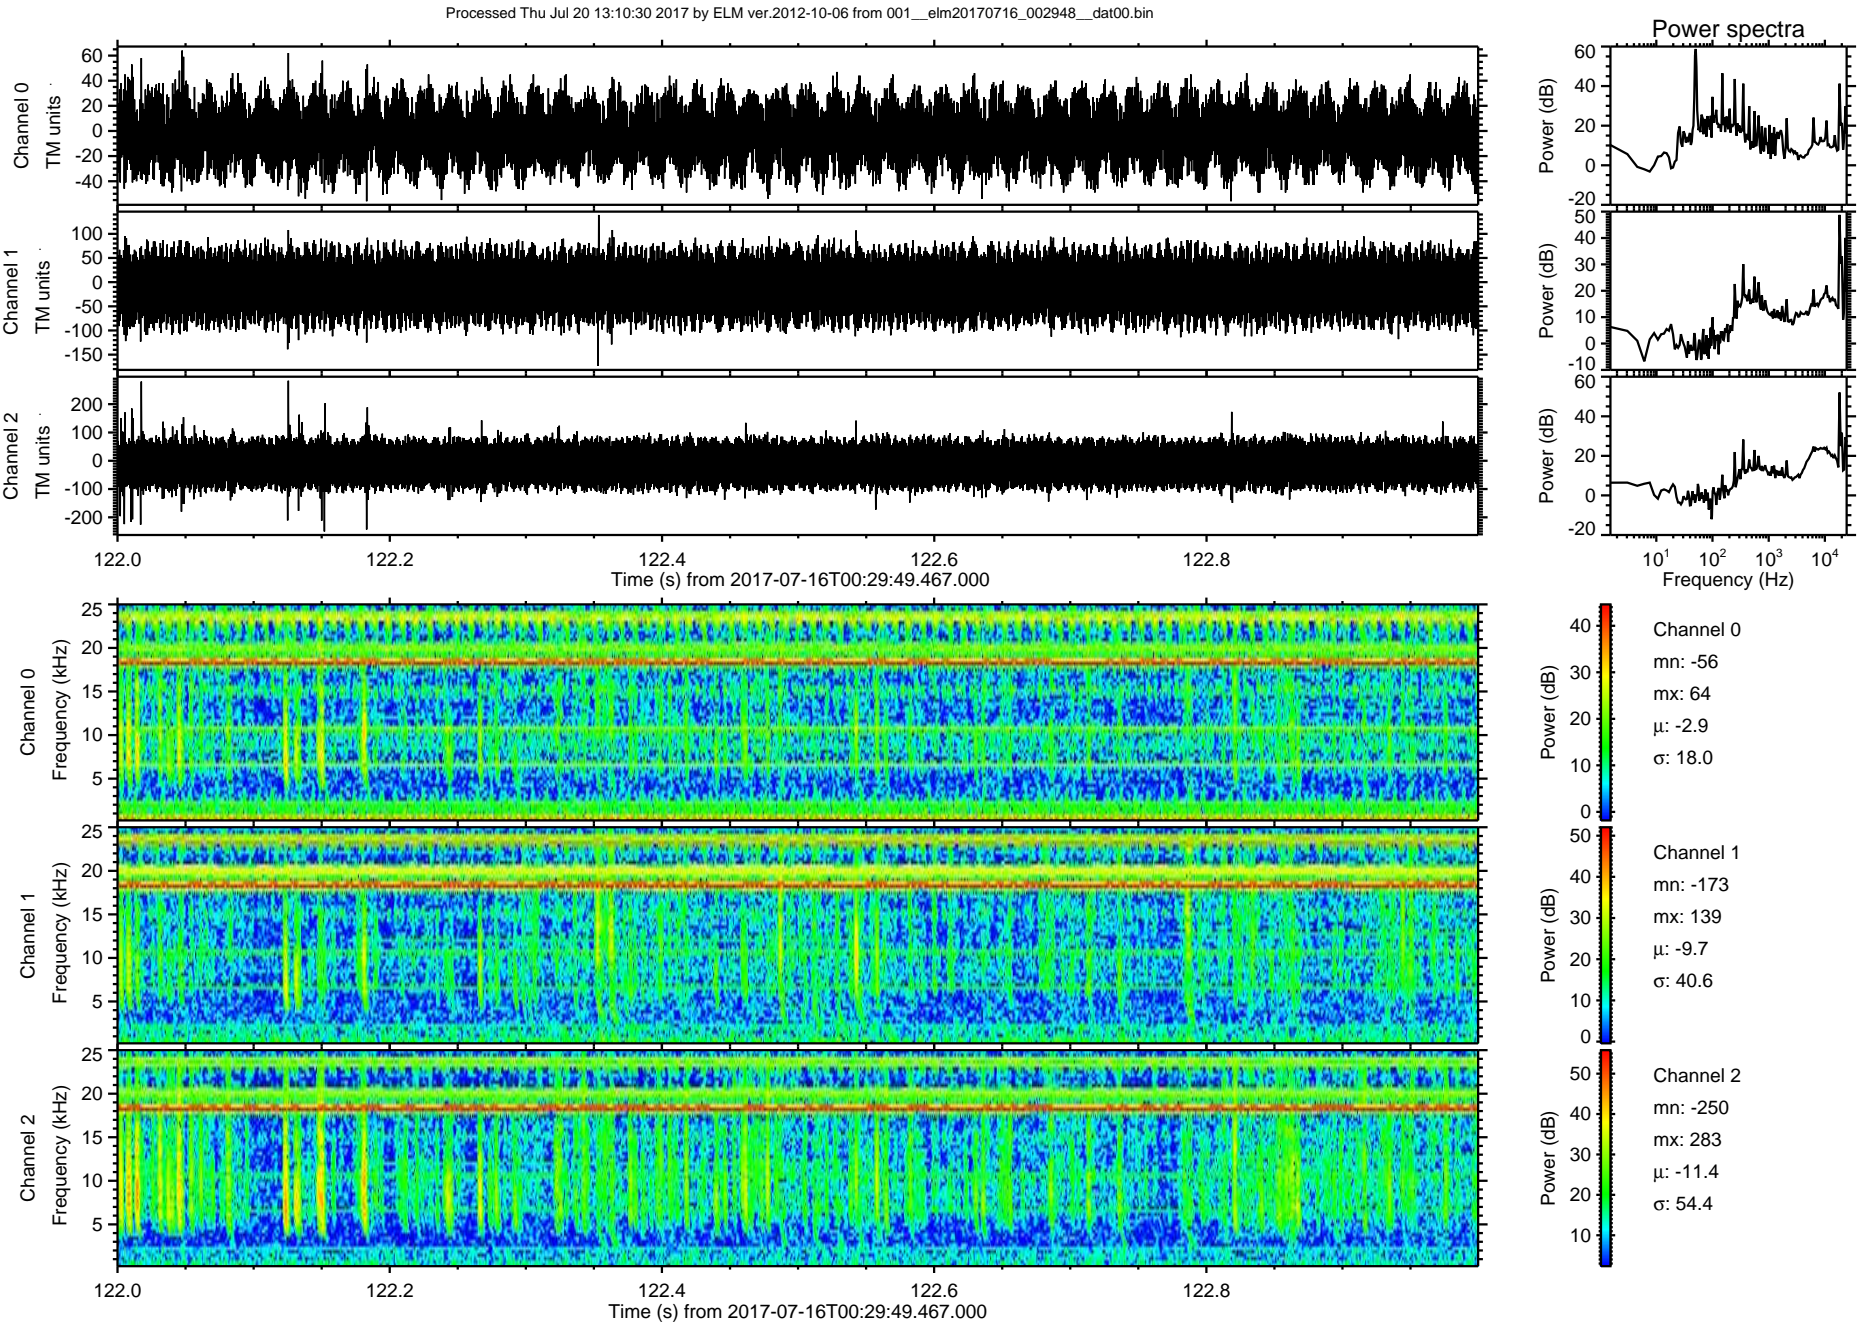 Processed Thu Jul 20 13:10:30 2017 by ELM ver.2012-10-06 from 001__elm20170716_002948__dat00.bin
Power spectra
Channel 0
TM units
60
40
20
0
-20
-40
Power (dB)
60
40
20
0
-20
Channel 1
TM units
100
50
0
-50
-100
-150
Power (dB)
50
40
30
20
10
0
-10
Channel 2
TM units
200
100
0
-100
-200
Power (dB)
60
40
20
0
-20
122.0 122.2 122.4 122.6 122.8
Time (s) from 2017-07-16T00:29:49.467.000
10^1 10^2 10^3 10^4
Frequency (Hz)
Channel 0
Frequency (kHz)
25
20
15
10
5
Power (dB)
40
30
20
10
0
Channel 0
mn: -56
mx: 64
μ: -2.9
σ: 18.0
Channel 1
Frequency (kHz)
25
20
15
10
5
Power (dB)
50
40
30
20
10
0
Channel 1
mn: -173
mx: 139
μ: -9.7
σ: 40.6
Channel 2
Frequency (kHz)
25
20
15
10
5
Power (dB)
50
40
30
20
10
Channel 2
mn: -250
mx: 283
μ: -11.4
σ: 54.4
122.0 122.2 122.4 122.6 122.8
Time (s) from 2017-07-16T00:29:49.467.000